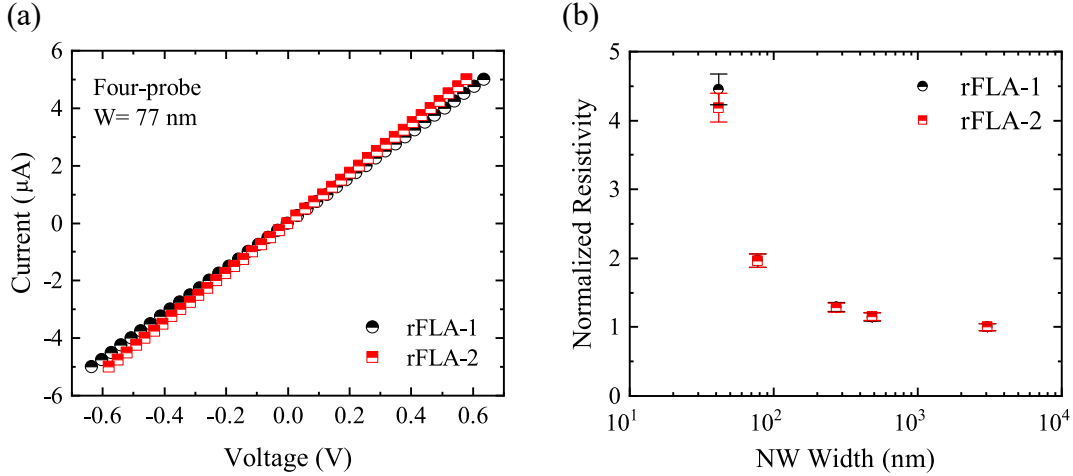 (a)
Four-probe
W= 77 nm
Current (μA)
6
4
2
0
-2
-4
-6
-0.6 -0.4 -0.2 0.0 0.2 0.4 0.6
Voltage (V)
rFLA-1
rFLA-2
(b)
Normalized Resistivity
5
4
3
2
1
0
10¹ 10² 10³ 10⁴
NW Width (nm)
rFLA-1
rFLA-2